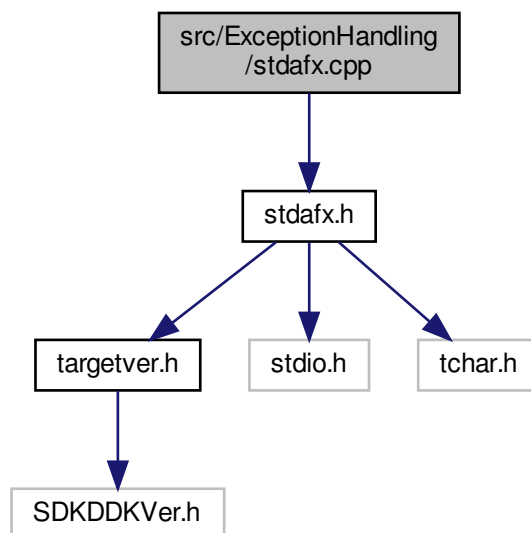 src/ExceptionHandling
/stdafx.cpp
stdafx.h
targetver.h
stdio.h
tchar.h
SDKDDKVer.h